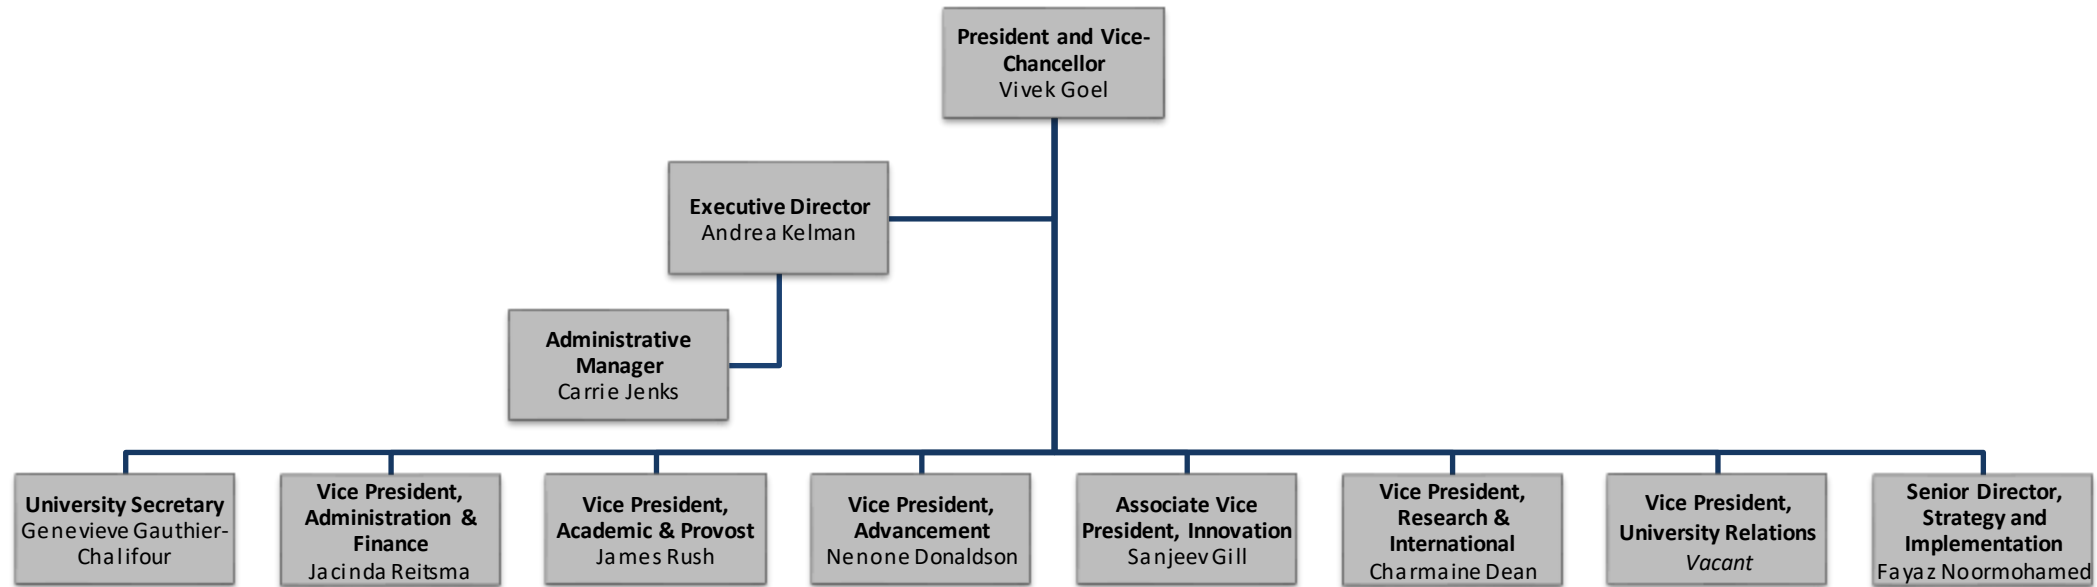 President and Vice-
Chancellor
Vivek Goel
Executive Director
Andrea Kelman
Administrative
Manager
Carrie Jenks
University Secretary
Genevieve Gauthier-
Chalifour
Vice President,
Administration &
Finance
Jacinda Reitsma
Vice President,
Academic & Provost
James Rush
Vice President,
Advancement
Nenone Donaldson
Associate Vice
President, Innovation
Sanjeev Gill
Vice President,
Research &
International
Charmaine Dean
Vice President,
University Relations
Vacant
Senior Director,
Strategy and
Implementation
Fayaz Noormohamed